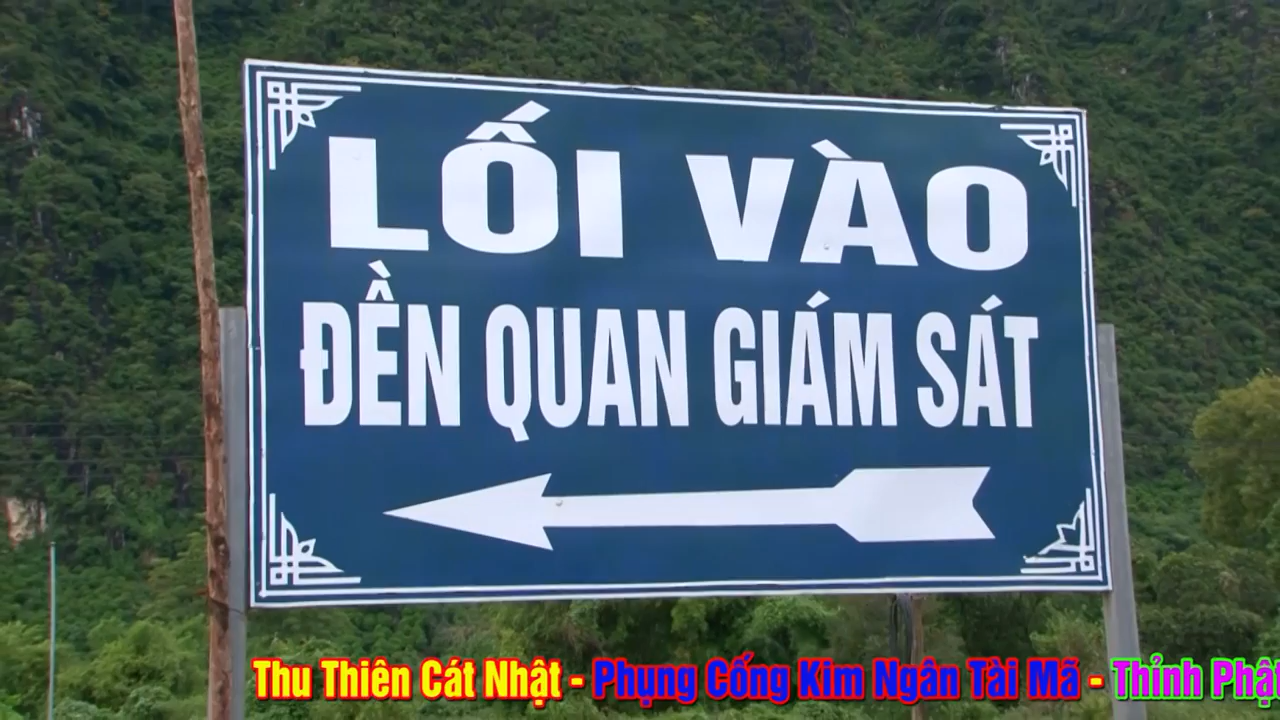 LỐI VÀO
ĐỀN QUAN GIÁM SÁT
Thu Thiên Cát Nhật - Phụng Cống Kim Ngân Tài Mã - Thỉnh Phật